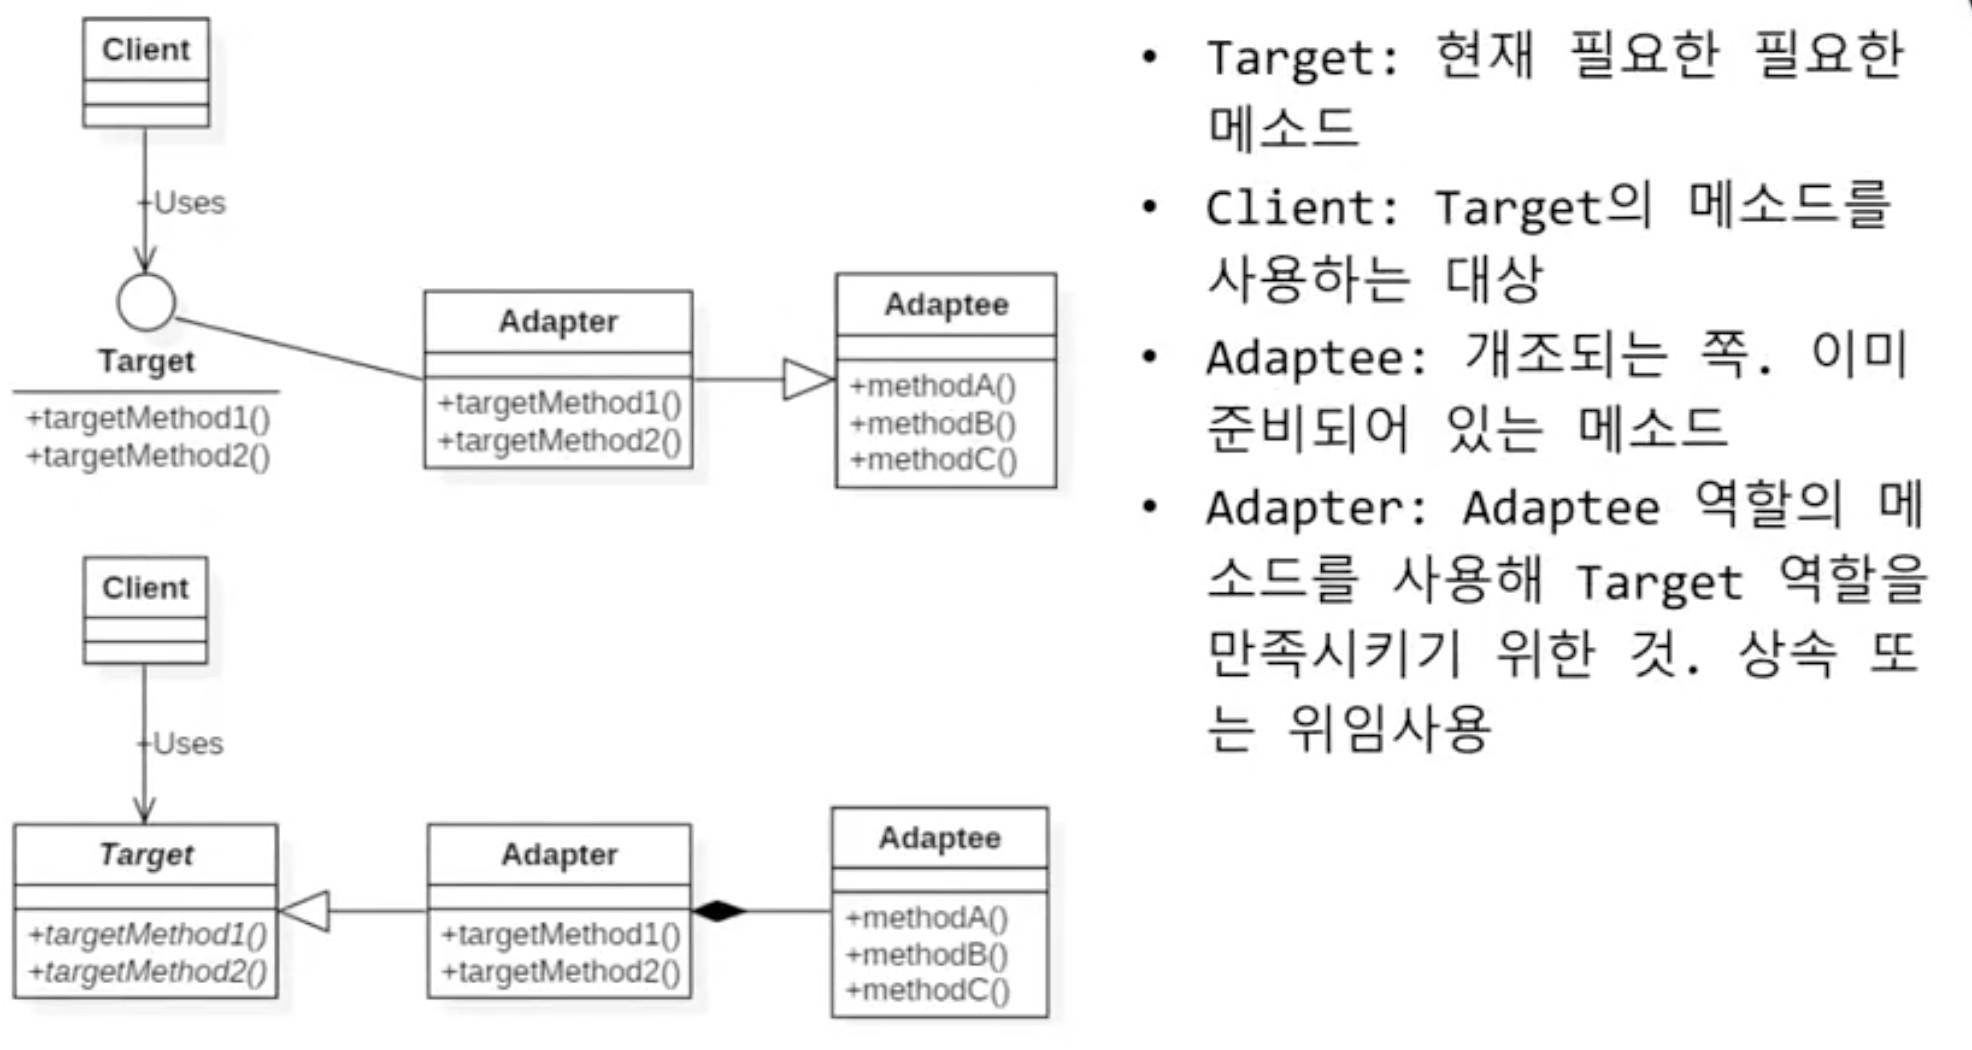 Client
Uses
Target
+targetMethod1()
+targetMethod2()
Adapter
+targetMethod1()
+targetMethod2()
Adaptee
+methodA()
+methodB()
+methodC()
Client
Uses
Target
+targetMethod1()
+targetMethod2()
Adapter
+targetMethod1()
+targetMethod2()
Adaptee
+methodA()
+methodB()
+methodC()
• Target: 현재 필요한 필요한
메소드
• Client: Target의 메소드를
사용하는 대상
• Adaptee: 개조되는 쪽. 이미
준비되어 있는 메소드
• Adapter: Adaptee 역할의 메
소드를 사용해 Target 역할을
만족시키기 위한 것. 상속 또
는 위임사용